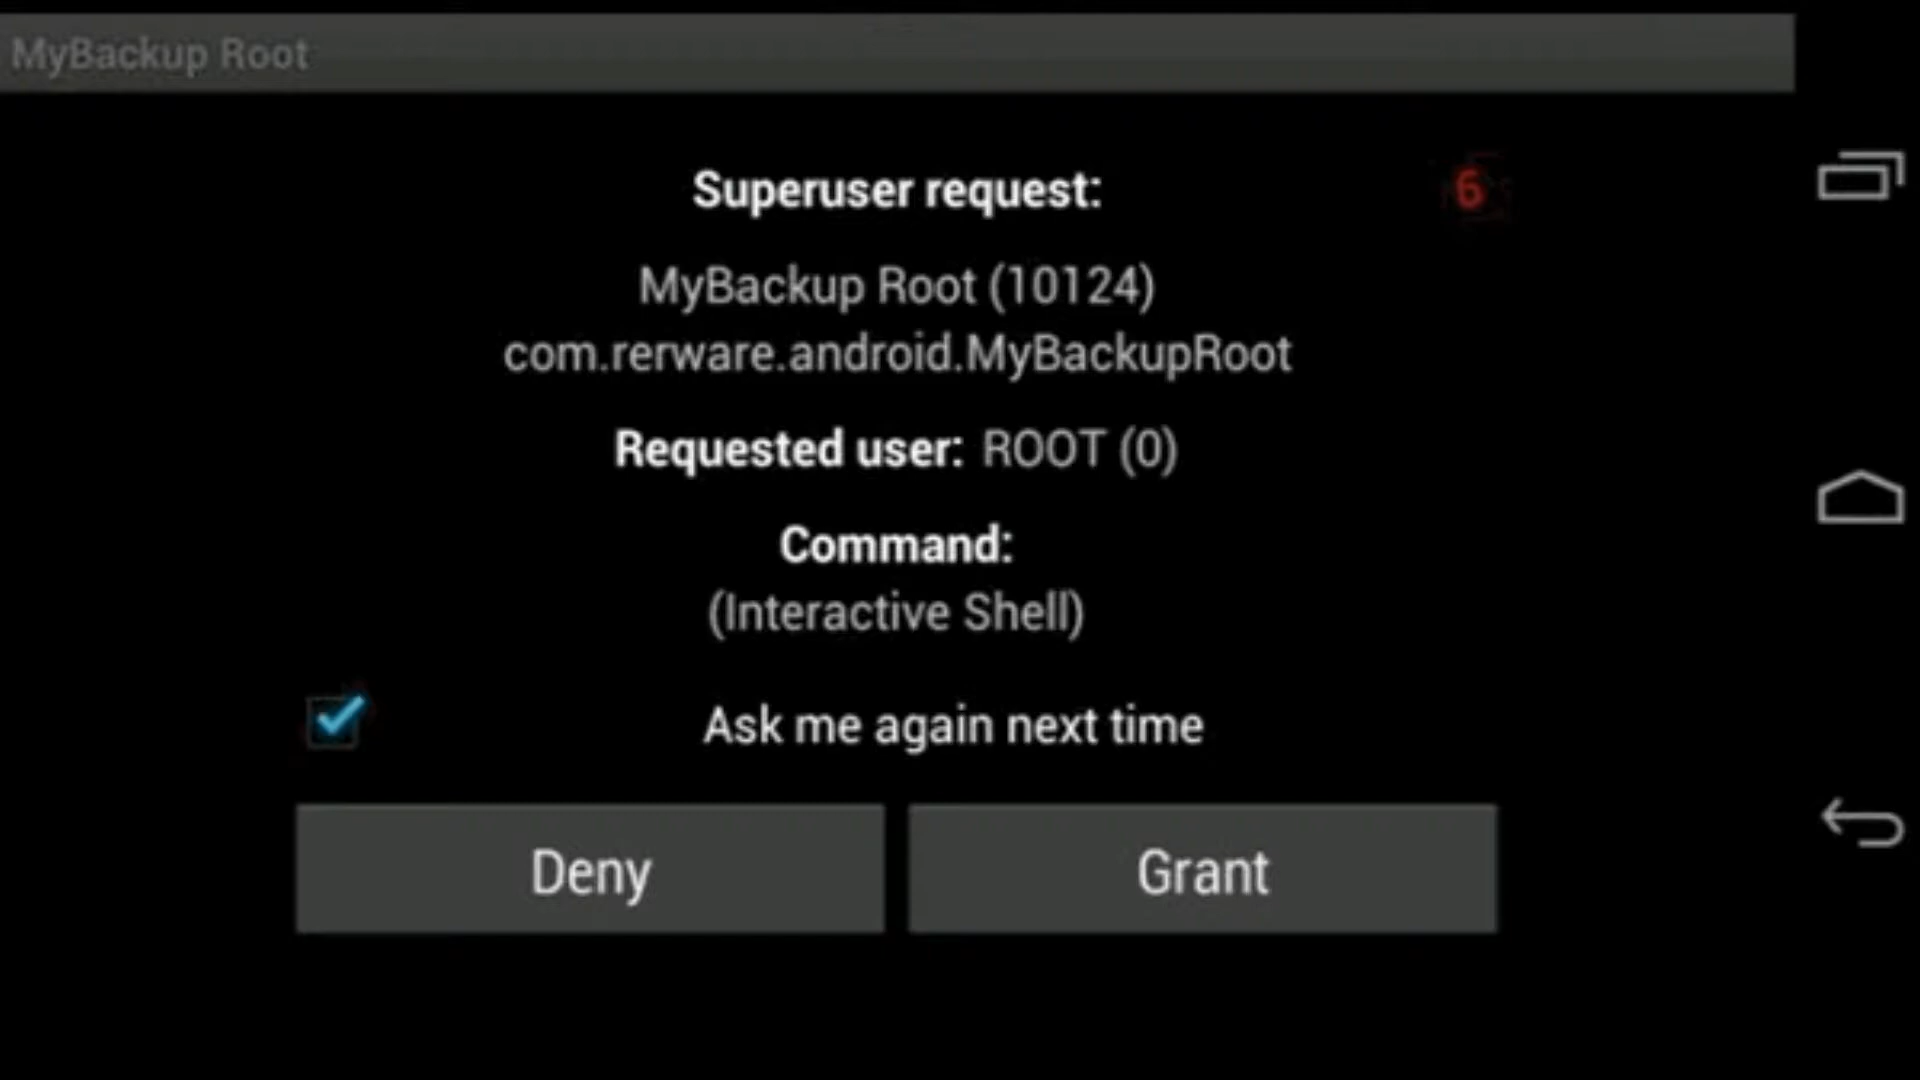 MyBackup Root
Superuser request:
6
MyBackup Root (10124)
com.rerware.android.MyBackupRoot
Requested user: ROOT (0)
Command:
(Interactive Shell)
Ask me again next time
Deny
Grant